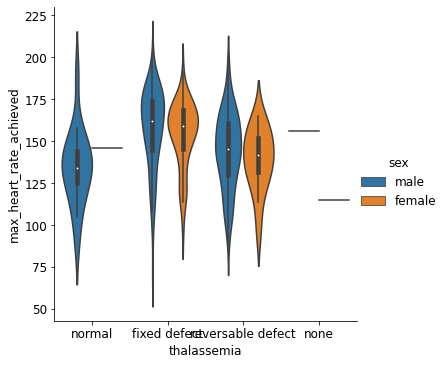 225
200
175
150
125
100
75
50
max_heart_rate_achieved
normal
fixed defect
reversable defect
none
thalassemia
sex
male
female